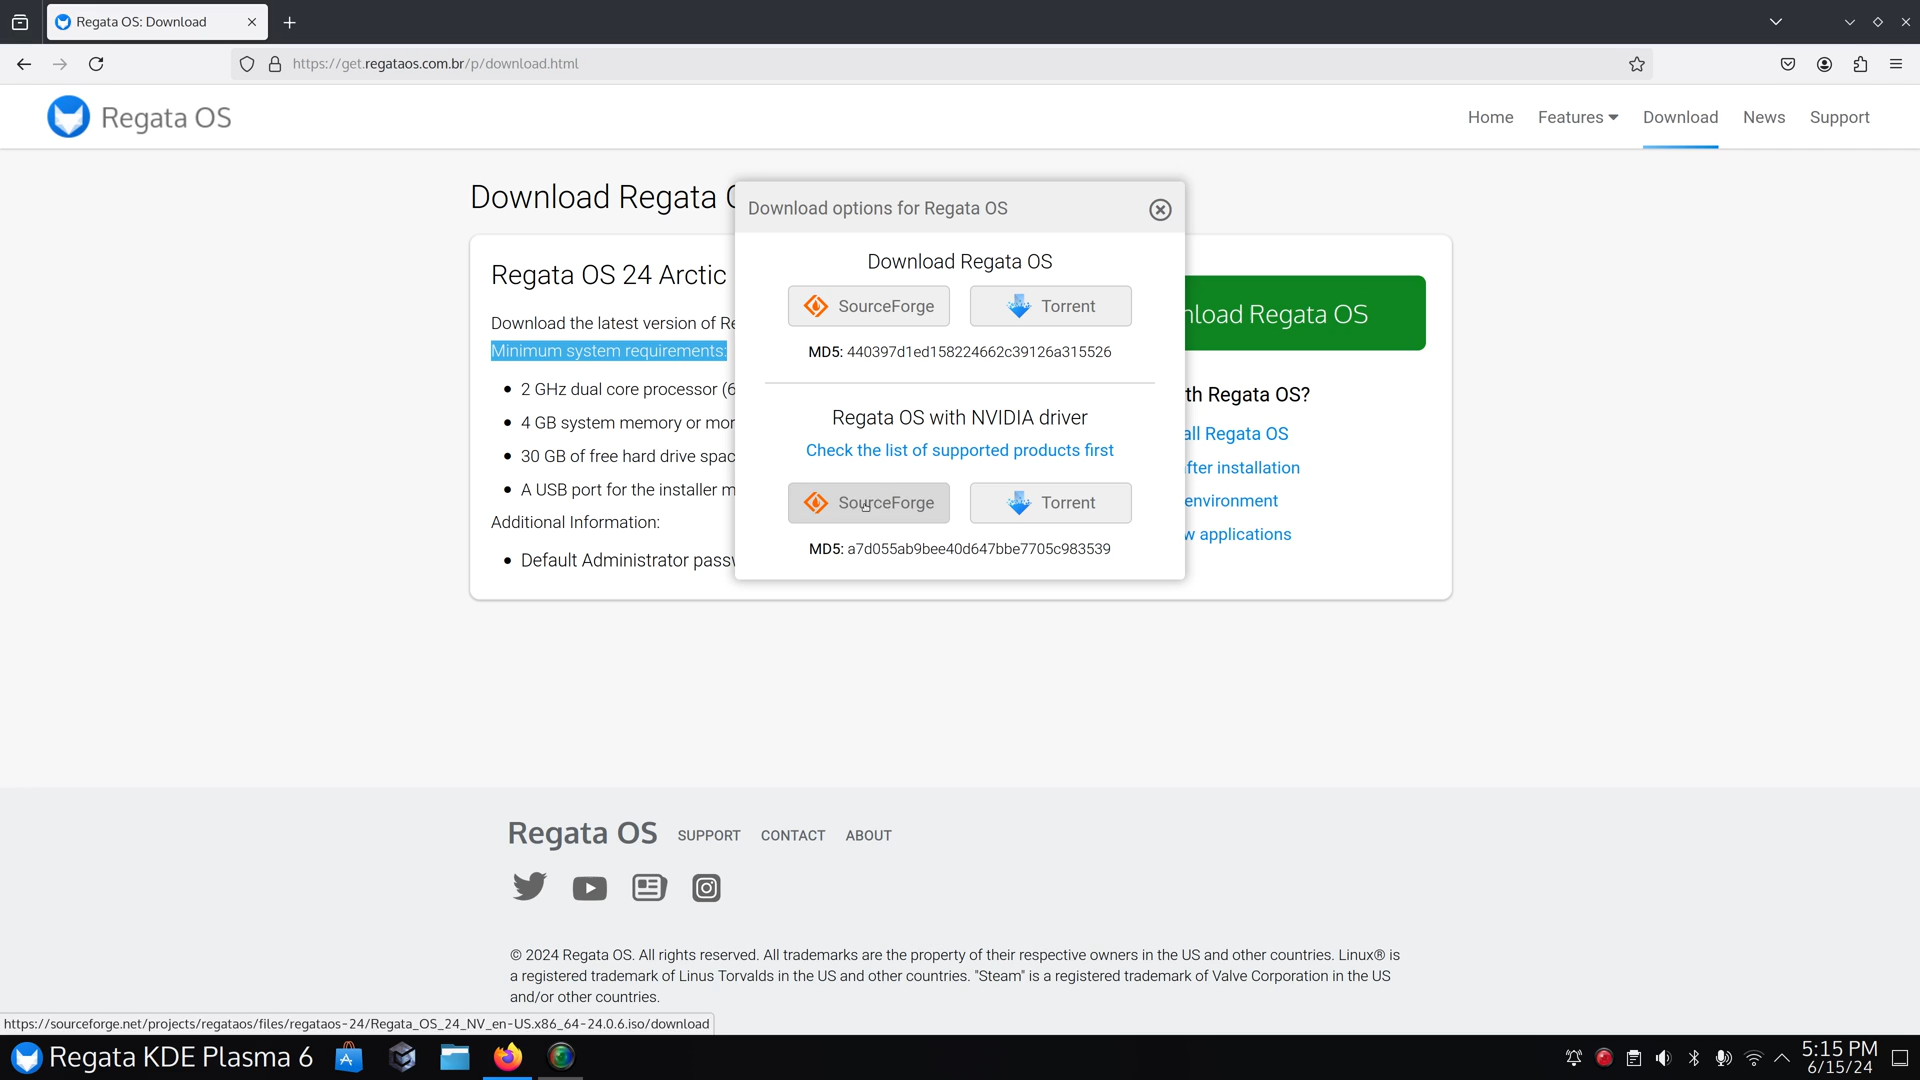 Regata OS: Download
https://get.regataos.com.br/p/download.html
Regata OS
Home
Features
Download
News
Support
Download Regata
Download options for Regata OS
Regata OS 24 Arctic
Download the latest version of
Minimum system requirements:
2 GHz dual core processor (6
4 GB system memory or
30 GB of free hard drive
A USB port for the installer
Additional Information:
Default Administrator
Download Regata OS
SourceForge
Torrent
MD5: 440397d1ed158224662c39126a315526
Regata OS with NVIDIA driver
Check the list of supported products first
SourceForge
Torrent
MD5: a7d055ab9bee40d647bbe7705c983539
Regata OS
Regata OS?
Regata OS
installation
environment
applications
Regata OS
SUPPORT
CONTACT
ABOUT
© 2024 Regata OS. All rights reserved. All trademarks are the property of their respective owners in the US and other countries. Linux® is
a registered trademark of Linus Torvalds in the US and other countries. "Steam" is a registered trademark of Valve Corporation in the US
and/or other countries.
https://sourceforge.net/projects/regataos/files/regataos-24/Regata_OS_24_NV_en-US.x86_64-24.0.6.iso/download
Regata KDE Plasma 6
5:15 PM
6/15/24